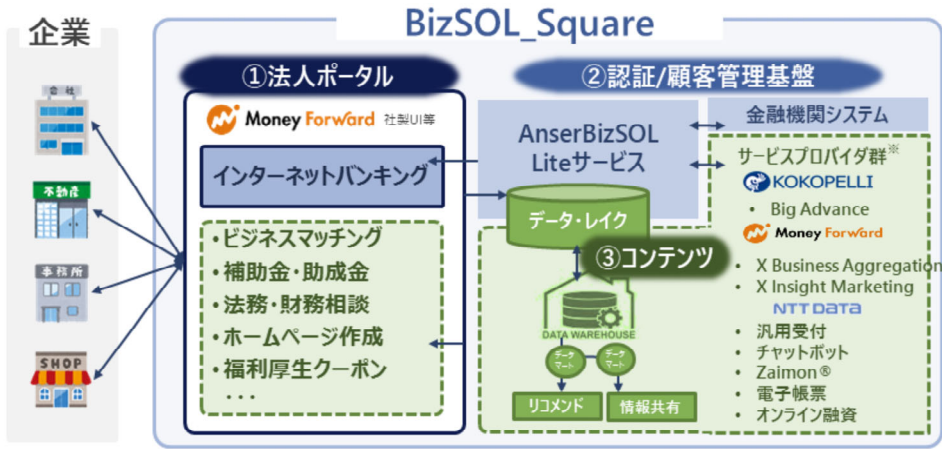 企業
会社
不動産
事務所
SHOP
BizSOL_Square
①法人ポータル
Money Forward 社製UI等
インターネットバンキング
・ビジネスマッチング
・補助金・助成金
・法務・財務相談
・ホームページ作成
・福利厚生クーポン
・・・
②認証/顧客管理基盤
AnserBizSOL
Liteサービス
データ・レイク
③コンテンツ
DATA WAREHOUSE
データ
マート
データ
マート
リコメンド
情報共有
金融機関システム
サービスプロバイダ群※
KOKOPELLI
• Big Advance
Money Forward
• X Business Aggregation
• X Insight Marketing
NTT DATA
• 汎用受付
• チャットボット
• Zaimon®
• 電子帳票
• オンライン融資